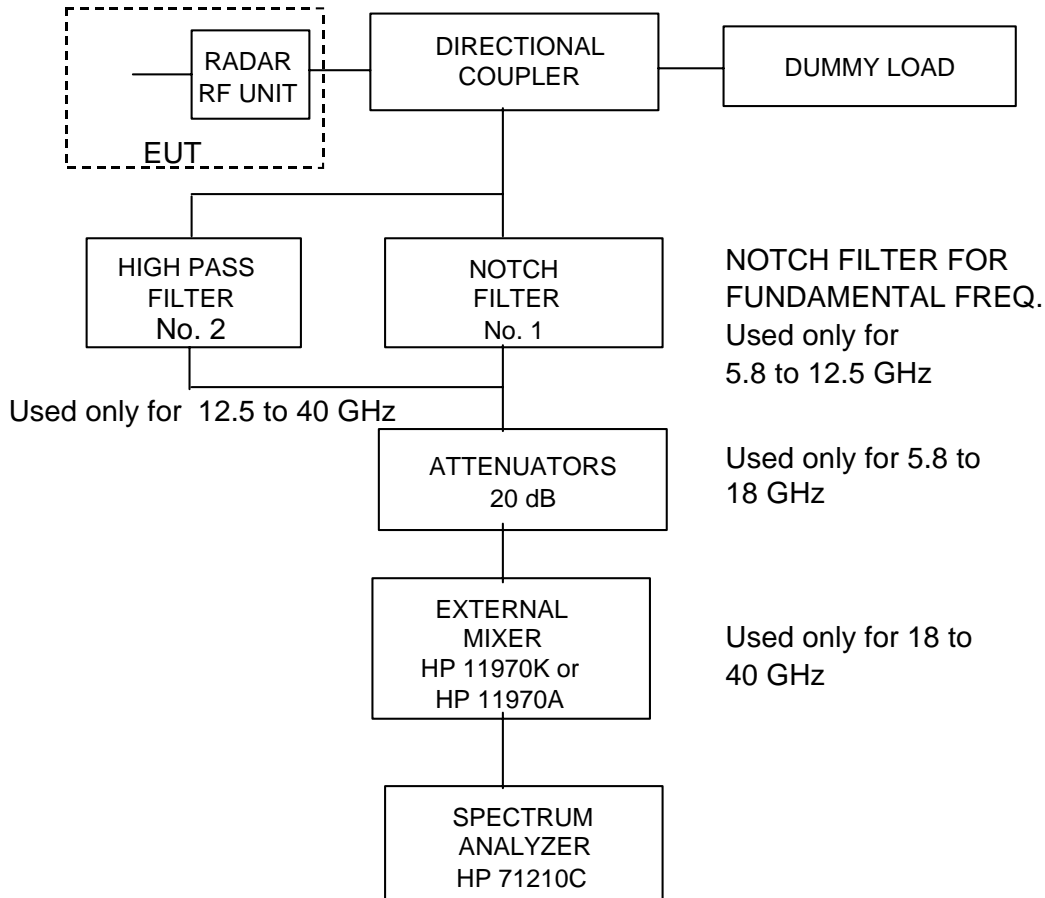 RADAR
RF UNIT
EUT
DIRECTIONAL
COUPLER
DUMMY LOAD
HIGH PASS
FILTER
No. 2
NOTCH
FILTER
No. 1
NOTCH FILTER FOR
FUNDAMENTAL FREQ.
Used only for
5.8 to 12.5 GHz
Used only for 12.5 to 40 GHz
ATTENUATORS
20 dB
Used only for 5.8 to
18 GHz
EXTERNAL
MIXER
HP 11970K or
HP 11970A
Used only for 18 to
40 GHz
SPECTRUM
ANALYZER
HP 71210C